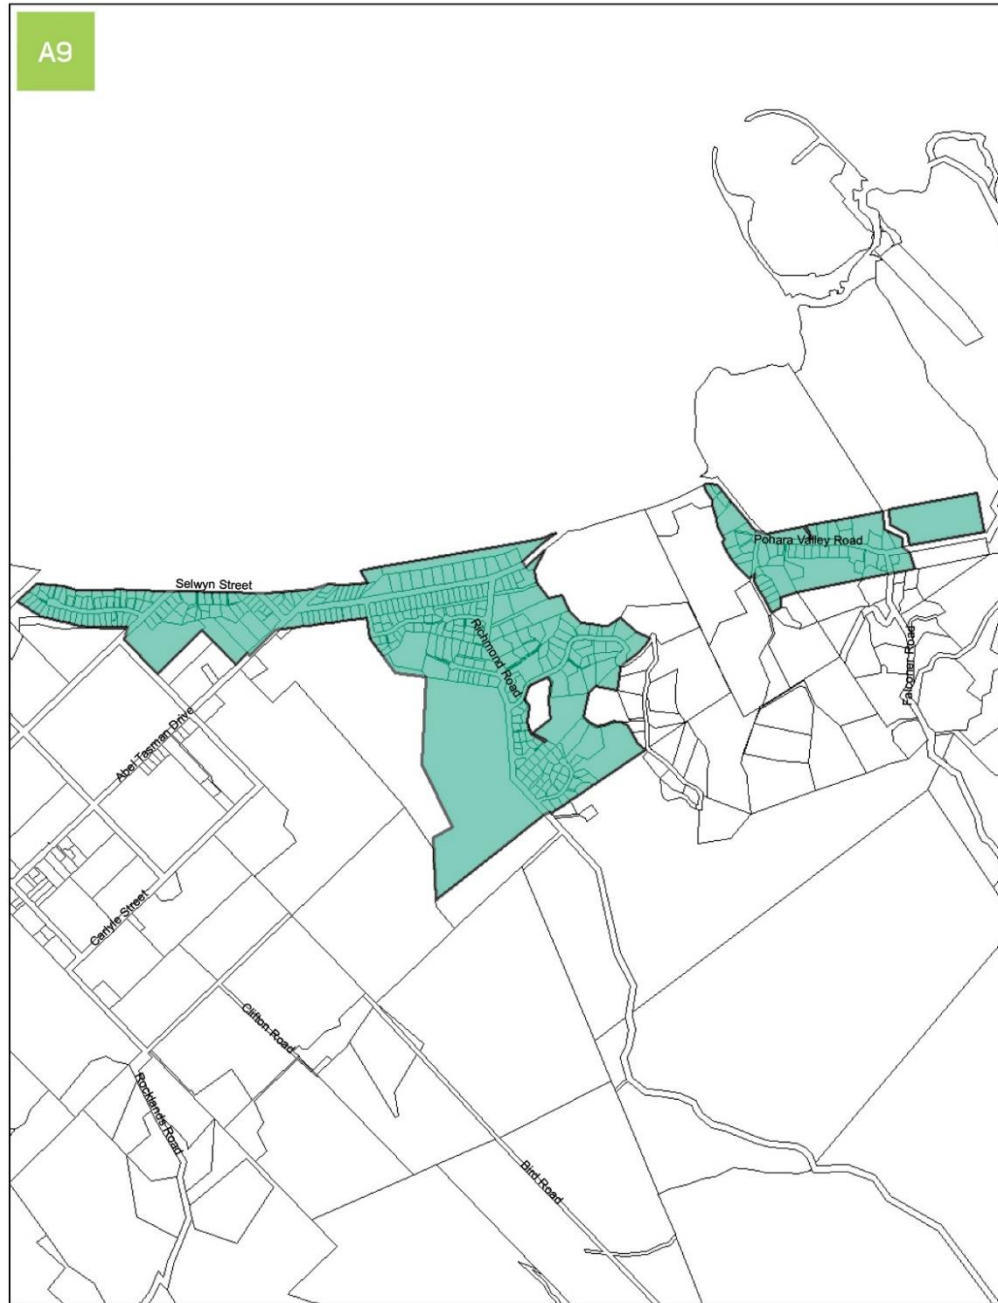 A9
Pohara Valley Road
Selwyn Street
Richmond Road
Falconer Road
Abel Tasman Drive
Carlyle Street
Clifton Road
Rocklands Road
Bird Road